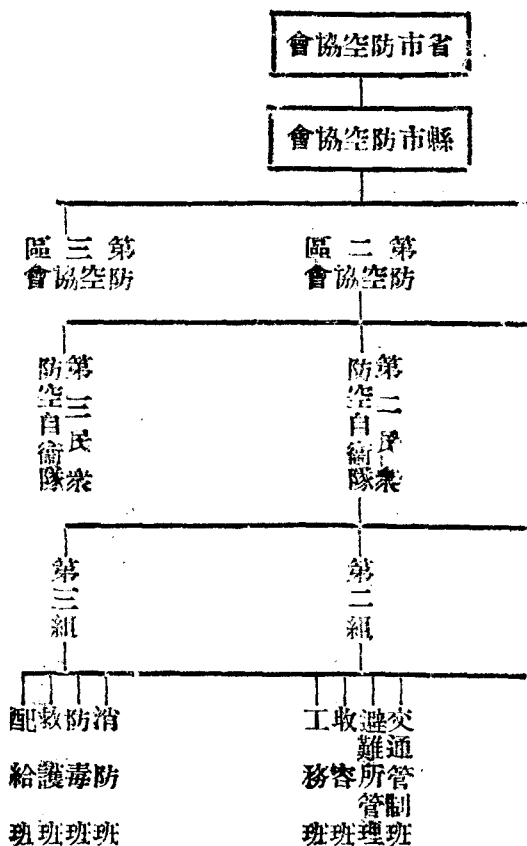 省市防空協會
縣市防空協會
第二區
防空協會
第三區
防空協會
第二民衆
防空自衞隊
第三民衆
防空自衞隊
第二組
第三組
交通管制班
避難所管理
收容班
工務班
消防班
防毒班
救護班
配給班